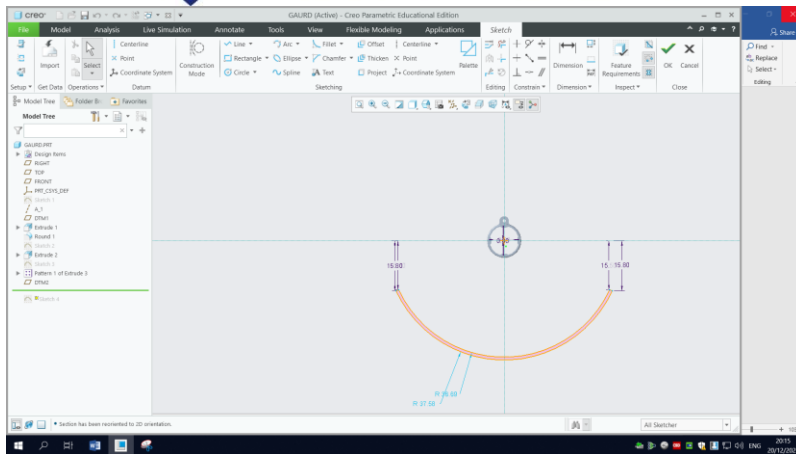 creo
GAURD (Active) - Creo Parametric Educational Edition
File Model Analysis Live Simulation Annotate Tools View Flexible Modeling Applications Sketch
Import
Select
Centerline
Point
Coordinate System
Construction Mode
Line Arc Fillet Offset Centerline
Rectangle Ellipse Chamfer Thicken Point
Circle Spline Text Project Coordinate System
Palette
Dimension
Feature Requirements
OK Cancel
Setup Get Data Operations Datum Sketching Editing Constrain Dimension Inspect Close
Share
Find
Replace
Select
Editing
Model Tree Folder B Favorites
Model Tree
GAURD.PRT
Design Items
RIGHT
TOP
FRONT
PRT_CSYS_DEF
Sketch 1
A_1
DTM1
Extrude 1
Round 1
Sketch 2
Extrude 2
Sketch 3
Pattern 1 of Extrude 3
DTM2
Sketch 4
15.80
15.80
37.50
Section has been reoriented to 2D orientation.
All Sketcher
ENG
20:15
20/12/202